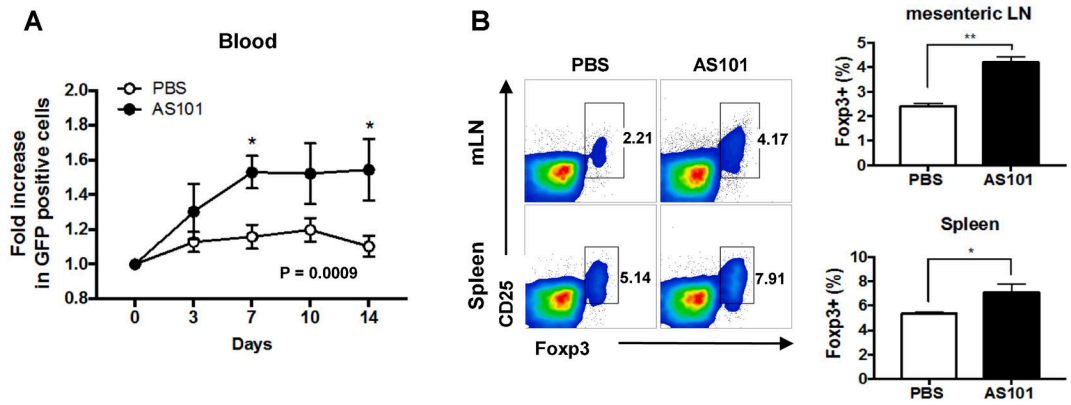 A
Blood
PBS
AS101
Fold increase
in GFP positive cells
2.0
1.8
1.6
1.4
1.2
1.0
0.8
*
*
P = 0.0009
0 3 7 10 14
Days
B
PBS AS101
mLN
2.21
4.17
Spleen
5.14
7.91
CD25
Foxp3
mesenteric LN
Foxp3+ (%)
5
4
3
2
1
0
**
PBS AS101
Spleen
Foxp3+ (%)
10
8
6
4
2
0
*
PBS AS101